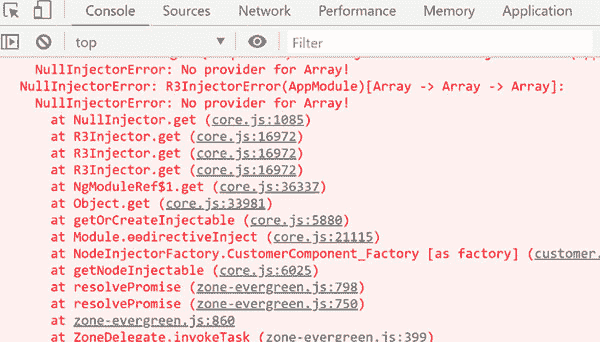 Console Sources Network Performance Memory Application
top Filter
NullInjectorError: No provider for Array!
NullInjectorError: R3InjectorError(AppModule)[Array -> Array -> Array]:
NullInjectorError: No provider for Array!
at NullInjector.get (core.js:1085)
at R3Injector.get (core.js:16972)
at R3Injector.get (core.js:16972)
at R3Injector.get (core.js:16972)
at NgModuleRef$1.get (core.js:36337)
at Object.get (core.js:33981)
at getOrCreateInjectable (core.js:5880)
at Module.ɵɵdirectiveInject (core.js:21115)
at NodeInjectorFactory.CustomerComponent_Factory [as factory] (customer.
at getNodeInjectable (core.js:6025)
at resolvePromise (zone-evergreen.js:798)
at resolvePromise (zone-evergreen.js:750)
at zone-evergreen.js:860
at ZoneDelegate.invokeTask (zone-evergreen.js:399)